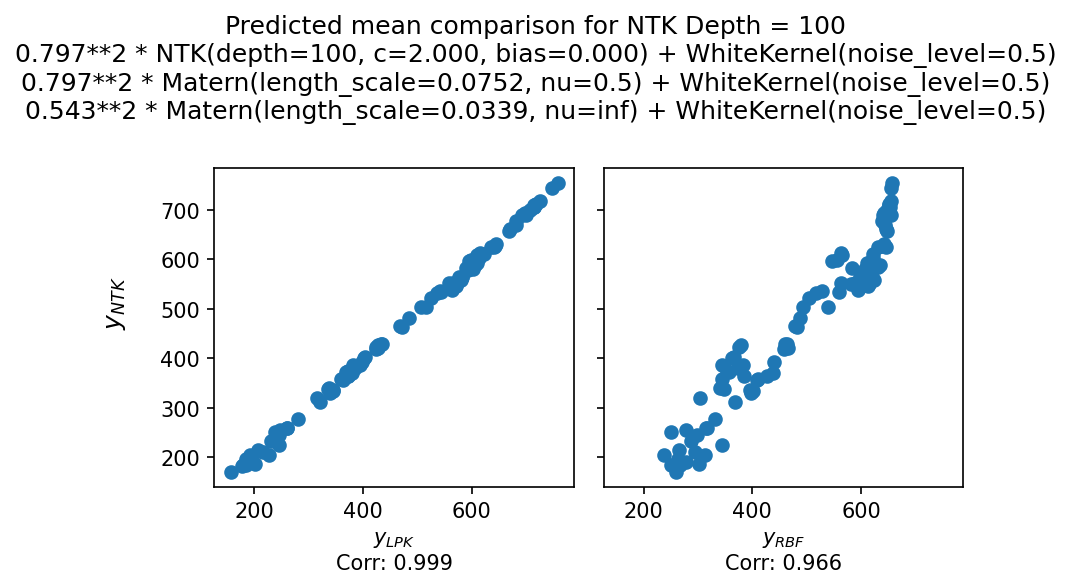 Predicted mean comparison for NTK Depth = 100
0.797**2 * NTK(depth=100, c=2.000, bias=0.000) + WhiteKernel(noise_level=0.5)
0.797**2 * Matern(length_scale=0.0752, nu=0.5) + WhiteKernel(noise_level=0.5)
0.543**2 * Matern(length_scale=0.0339, nu=inf) + WhiteKernel(noise_level=0.5)
y_NTK
700
600
500
400
300
200
200 400 600
y_LPK
Corr: 0.999
200 400 600
y_RBF
Corr: 0.966